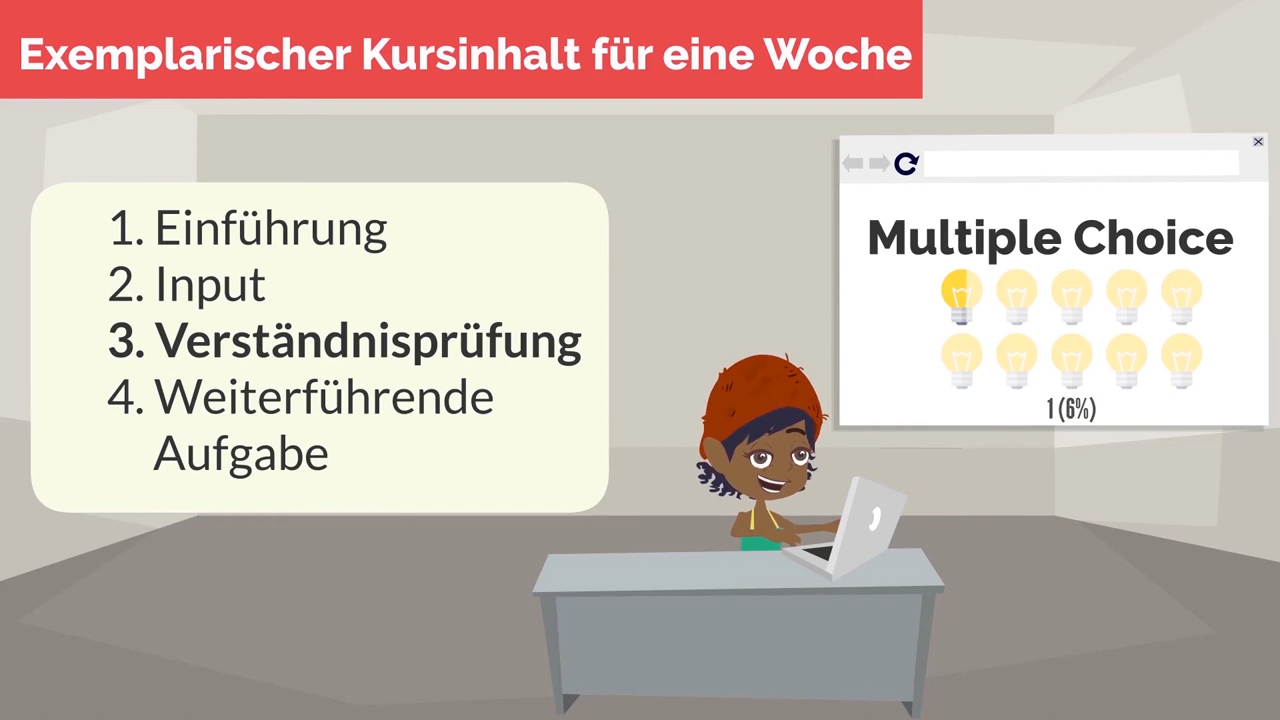 Exemplarischer Kursinhalt für eine Woche
1. Einführung
2. Input
3. Verständnisprüfung
4. Weiterführende
Aufgabe
Multiple Choice
1 (6%)